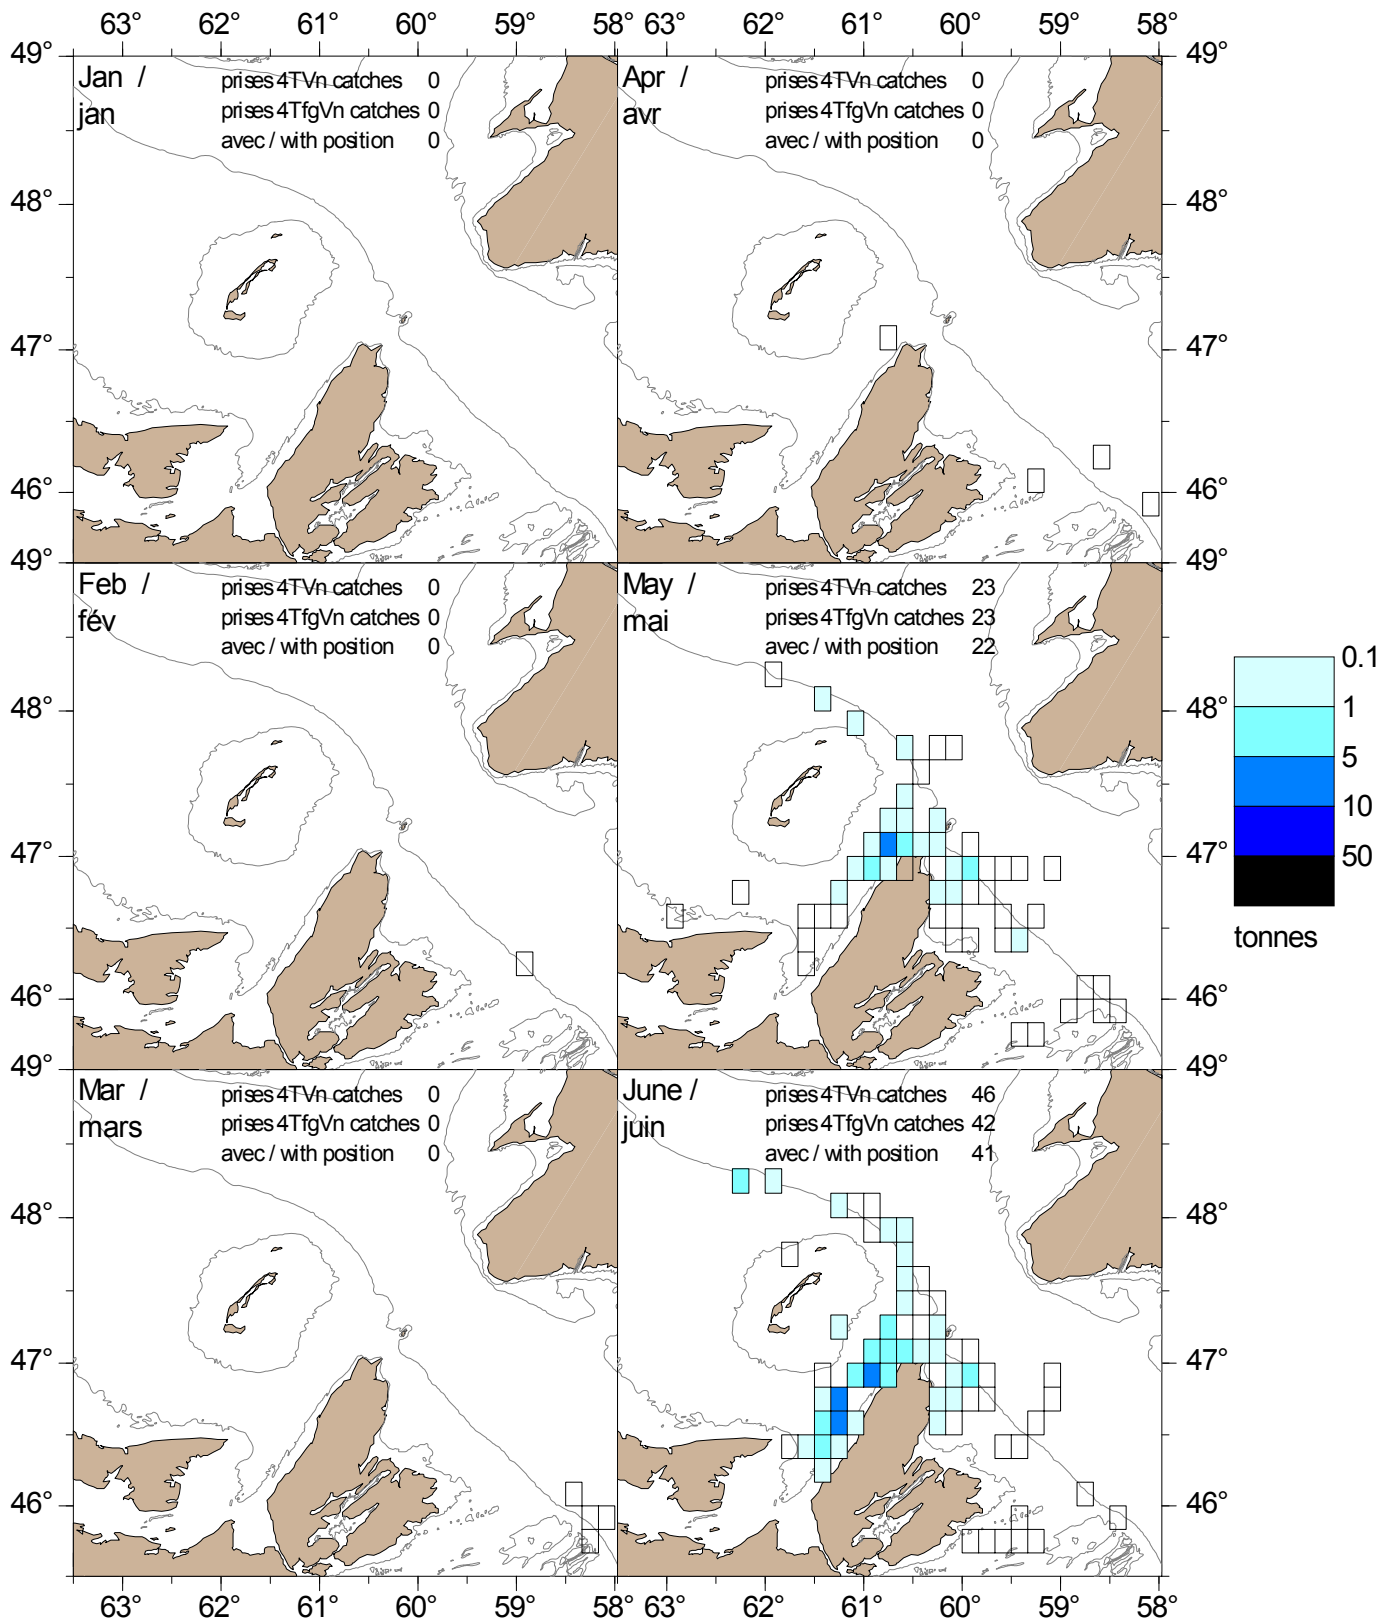 63° 62° 61° 60° 59° 58° 63° 62° 61° 60° 59° 58°
49° 49°
Jan / prises 4TVn catches 0
jan prises 4TfgVn catches 0
avec / with position 0
Apr / prises 4TVn catches 0
avr prises 4TfgVn catches 0
avec / with position 0
48° 48°
47° 47°
46° 46°
49° 49°
Feb / prises 4TVn catches 0
fév prises 4TfgVn catches 0
avec / with position 0
May / prises 4TVn catches 23
mai prises 4TfgVn catches 23
avec / with position 22
48° 48°
47° 47°
46° 46°
49° 49°
0.1
1
5
10
50
tonnes
Mar / prises 4TVn catches 0
mars prises 4TfgVn catches 0
avec / with position 0
June / prises 4TVn catches 46
juin prises 4TfgVn catches 42
avec / with position 41
48° 48°
47° 47°
46° 46°
63° 62° 61° 60° 59° 58° 63° 62° 61° 60° 59° 58°